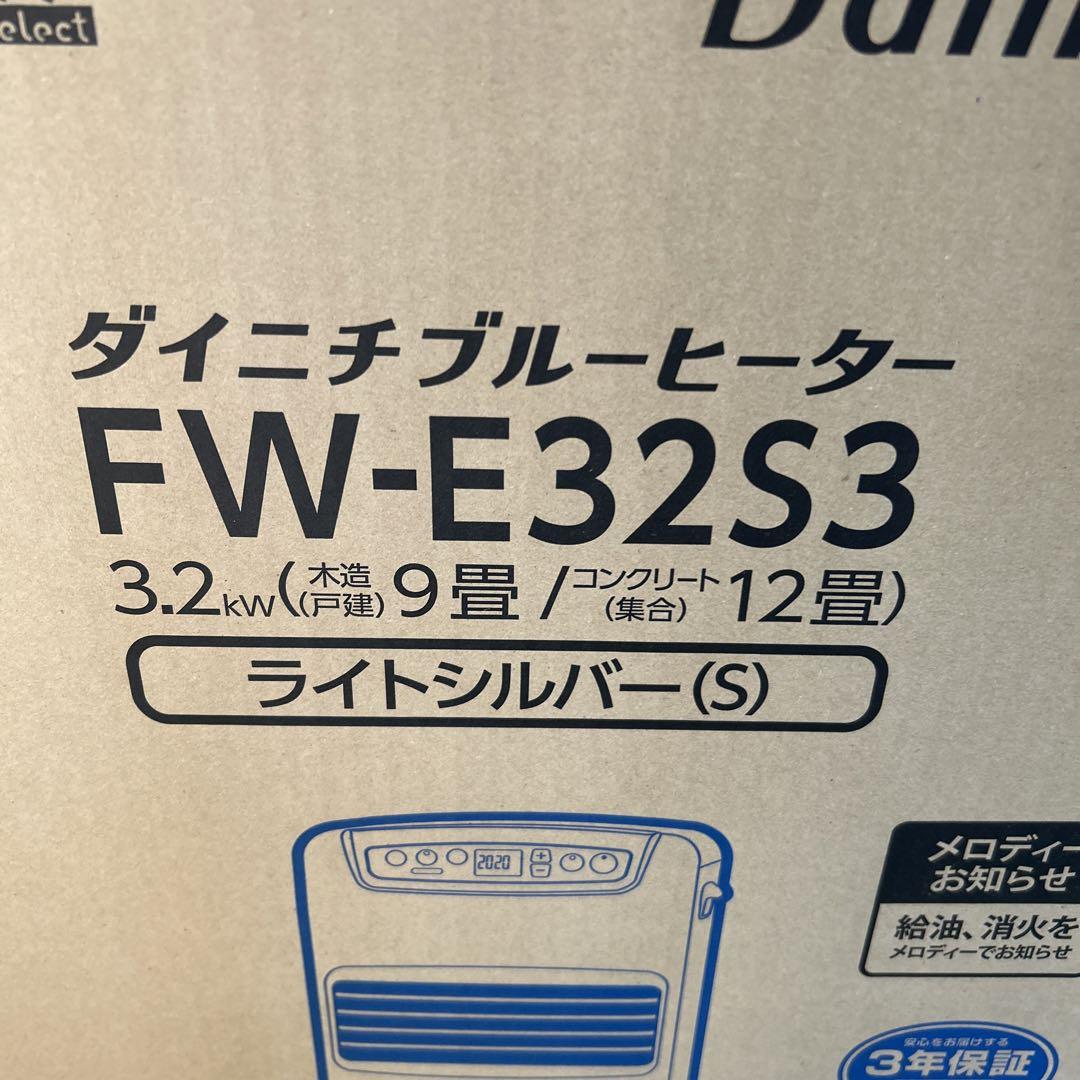 elect
ダイニチブルーヒーター
FW-E32S3
3.2kW(木造(戸建)9畳/コンクリート(集合)12畳)
ライトシルバー(S)
2020
メロディー
お知らせ
給油、消火を
メロディーでお知らせ
安心をお届けする
3年保証